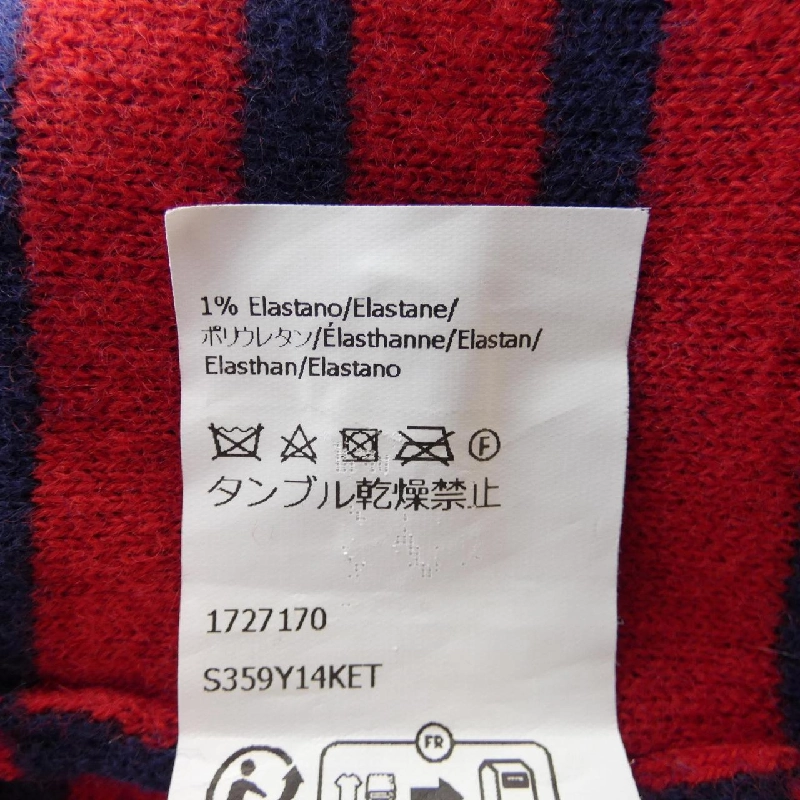 1% Elastano/Elastane/
ポリウレタン/Élasthanne/Elastan/
Elasthan/Elastano
F
タンブル乾燥禁止
1727170
S359Y14KET
FR